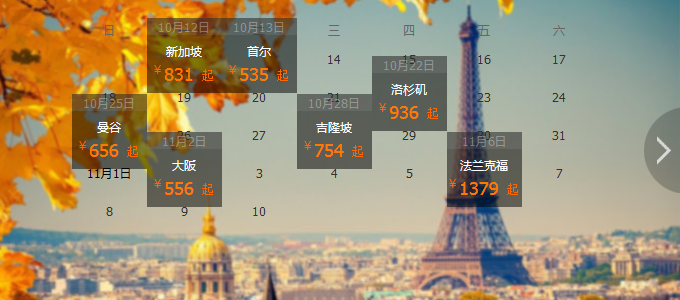 日 三 四 五 六
10月12日
新加坡
¥831 起
10月13日
首尔
¥535 起
14 15 16 17
18 19 20 21
10月22日
洛杉矶
¥936 起
23 24
10月25日
曼谷
¥656 起
26 27
10月28日
吉隆坡
¥754 起
29 30 31
11月1日
11月2日
大阪
¥556 起
3 4 5
11月6日
法兰克福
¥1379 起
7
8 9 10